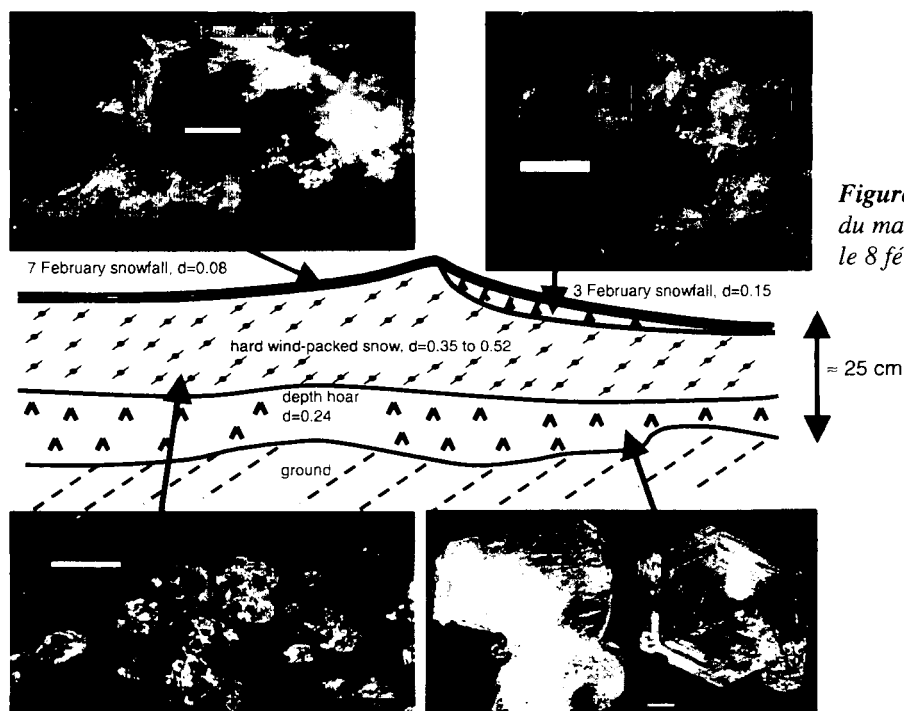 Figure
du ma
le 8 fé
7 February snowfall, d=0.08
3 February snowfall, d=0.15
hard wind-packed snow, d=0.35 to 0.52
≈ 25 cm
depth hoar
d=0.24
ground